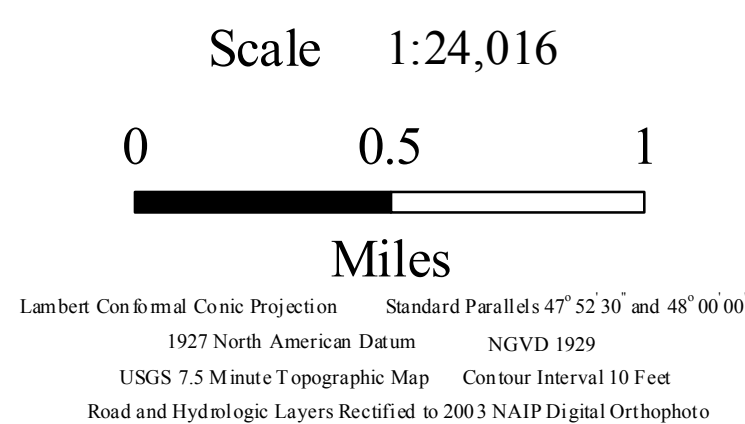 Scale 1:24,016
0 0.5 1
Miles
Lambert Conformal Conic Projection Standard Parallels 47° 52' 30" and 48° 00' 00
1927 North American Datum NGVD 1929
USGS 7.5 Minute Topographic Map Contour Interval 10 Feet
Road and Hydrologic Layers Rectified to 2003 NAIP Digital Orthophoto